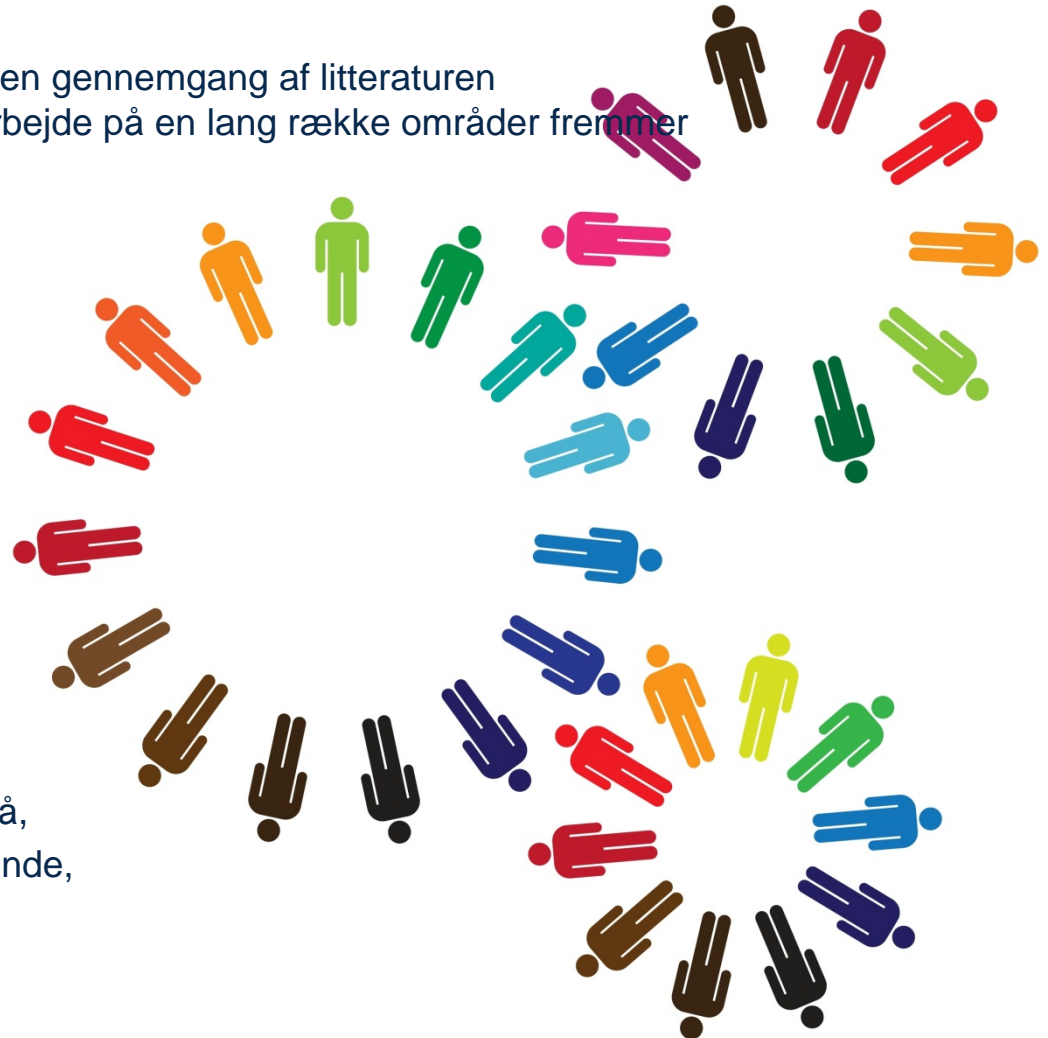 en gennemgang af litteraturen
rbejde på en lang række områder fremmer
å,
nde,